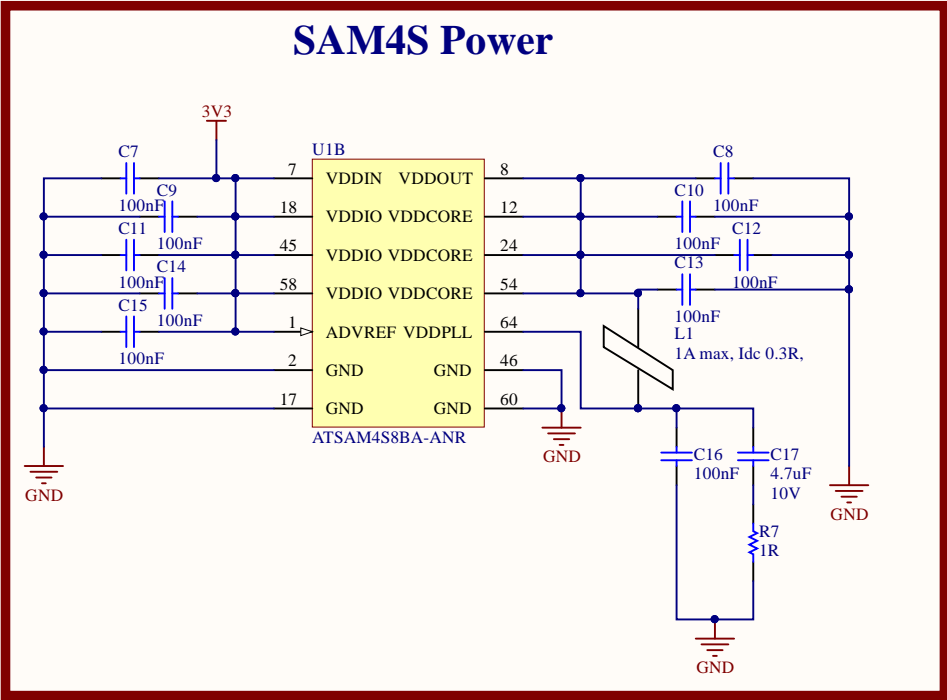 SAM4S Power
3V3
U1B
C7
100nF
C9
100nF
C11
100nF
C14
100nF
C15
100nF
7 VDDIN VDDOUT 8
18 VDDIO VDDCORE 12
45 VDDIO VDDCORE 24
58 VDDIO VDDCORE 54
1 ADVREF VDDPLL 64
2 GND GND 46
17 GND GND 60
ATSAM4S8BA-ANR
C8
100nF
C10
100nF
C12
100nF
C13
100nF
L1
1A max, Idc 0.3R,
C16
100nF
C17
4.7uF
10V
R7
1R
GND
GND
GND
GND